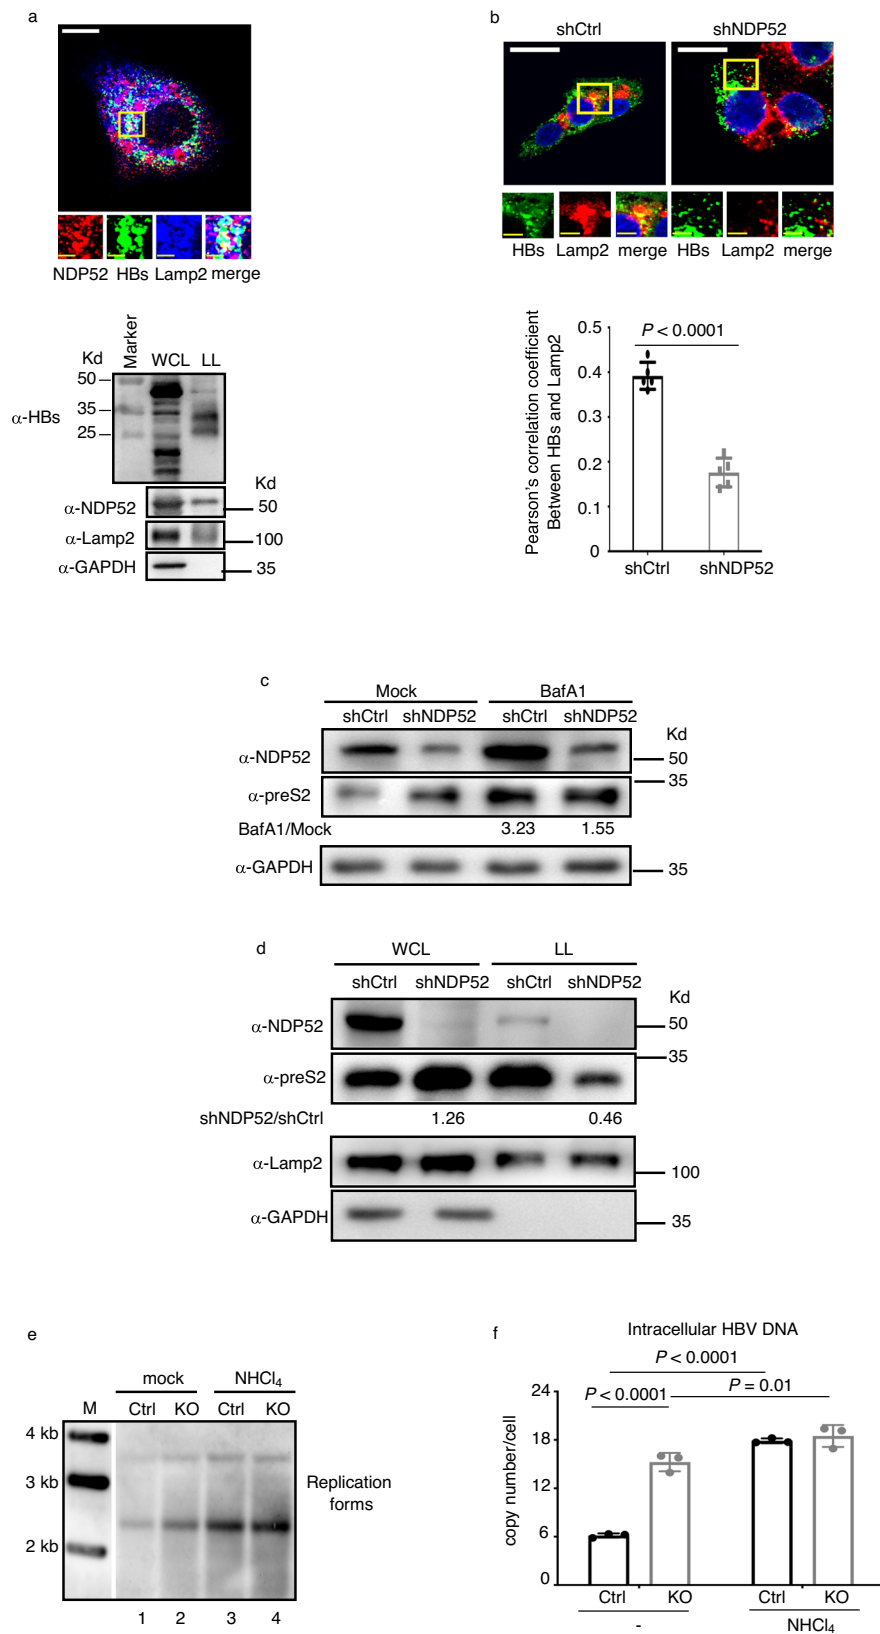 a
NDP52 HBs Lamp2 merge
Kd Marker WCL LL
50
35
α-HBs
25
Kd
α-NDP52 50
α-Lamp2 100
α-GAPDH 35
b
shCtrl shNDP52
HBs Lamp2 merge HBs Lamp2 merge
Pearson's correlation coefficient
Between HBs and Lamp2
P < 0.0001
0.5
0.4
0.3
0.2
0.1
0
shCtrl shNDP52
c
Mock BafA1
shCtrl shNDP52 shCtrl shNDP52
Kd
α-NDP52 50
35
α-preS2
BafA1/Mock 3.23 1.55
α-GAPDH 35
d
WCL LL
shCtrl shNDP52 shCtrl shNDP52
Kd
α-NDP52 50
35
α-preS2
shNDP52/shCtrl 1.26 0.46
α-Lamp2 100
α-GAPDH 35
e
mock NHCl₄
M Ctrl KO Ctrl KO
4 kb
3 kb
2 kb
Replication
forms
1 2 3 4
f
Intracellular HBV DNA
P < 0.0001
P < 0.0001 P = 0.01
copy number/cell
24
18
12
6
0
Ctrl KO Ctrl KO
- NHCl₄